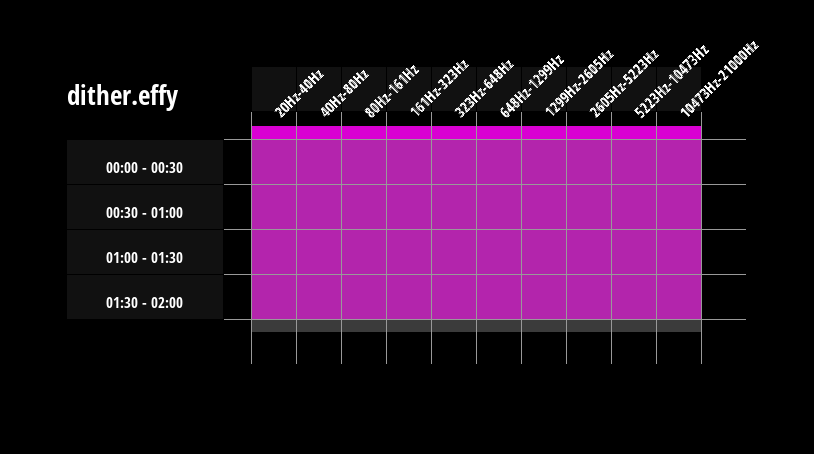 dither.effy
20Hz-40Hz
40Hz-80Hz
80Hz-161Hz
161Hz-323Hz
323Hz-648Hz
648Hz-1299Hz
1299Hz-2605Hz
2605Hz-5223Hz
5223Hz-10473Hz
10473Hz-21000Hz
00:00 - 00:30
00:30 - 01:00
01:00 - 01:30
01:30 - 02:00